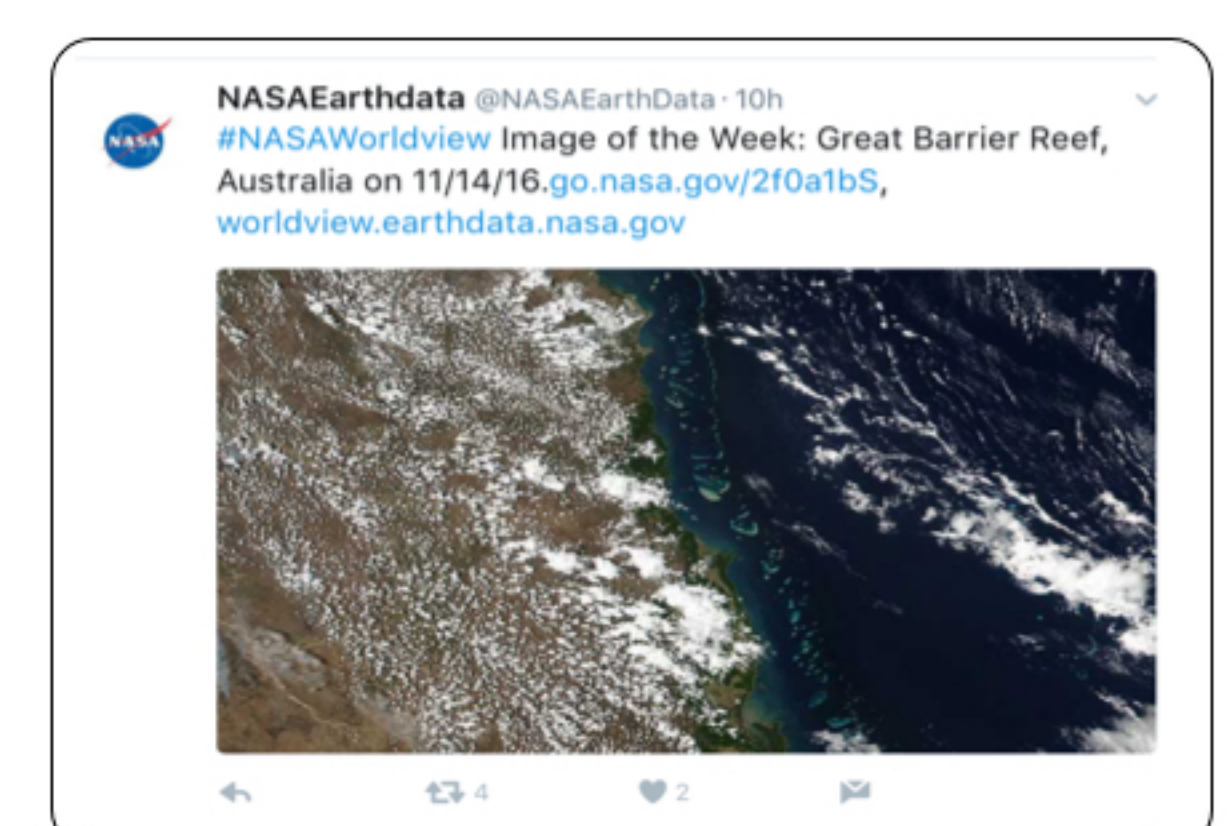 NASAEarthdata @NASAEarthData · 10h
#NASAWorldview Image of the Week: Great Barrier Reef,
Australia on 11/14/16.go.nasa.gov/2f0a1bS,
worldview.earthdata.nasa.gov
NASA
4 2